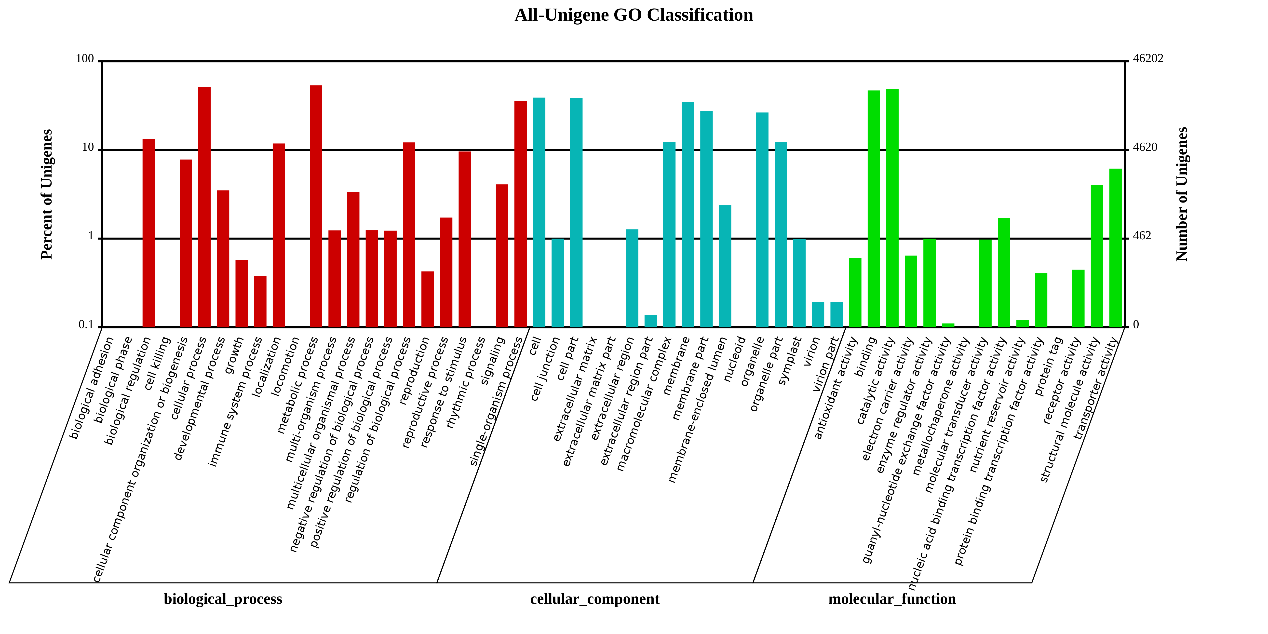 All-Unigene GO Classification
100
10
1
0.1
46202
4620
462
0
Percent of Unigenes
Number of Unigenes
biological adhesion
biological phase
biological regulation
cell killing
cellular component organization or biogenesis
cellular process
developmental process
growth
immune system process
localization
locomotion
metabolic process
multi-organism process
multicellular organismal process
negative regulation of biological process
positive regulation of biological process
regulation of biological process
reproduction
reproductive process
response to stimulus
rhythmic process
signaling
single-organism process
cell
cell junction
cell part
extracellular matrix
extracellular matrix part
extracellular region
extracellular region part
macromolecular complex
membrane
membrane part
membrane-enclosed lumen
nucleoid
organelle
organelle part
symplast
virion
virion part
antioxidant activity
binding
catalytic activity
electron carrier activity
enzyme regulator activity
guanyl-nucleotide exchange factor activity
metallochaperone activity
molecular transducer activity
nucleic acid binding transcription factor activity
nutrient reservoir activity
protein binding transcription factor activity
protein tag
receptor activity
structural molecule activity
transporter activity
biological_process
cellular_component
molecular_function